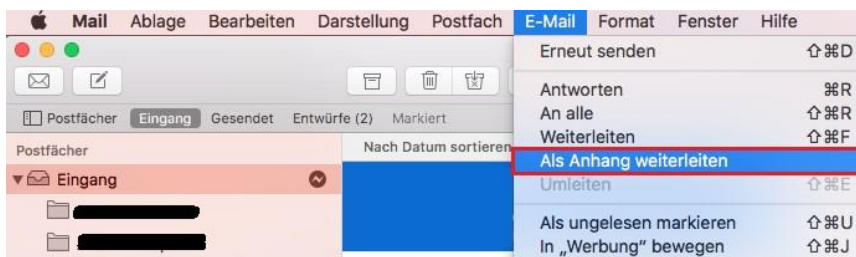 Mail Ablage Bearbeiten Darstellung Postfach E-Mail Format Fenster Hilfe
Erneut senden ⇧⌘D
Antworten ⌘R
An alle ⇧⌘R
Weiterleiten ⇧⌘F
Als Anhang weiterleiten
Umleiten ⇧⌘E
Als ungelesen markieren ⇧⌘U
In „Werbung“ bewegen ⇧⌘J
Postfächer Eingang Gesendet Entwürfe (2) Markiert
Postfächer
Nach Datum sortieren
Eingang